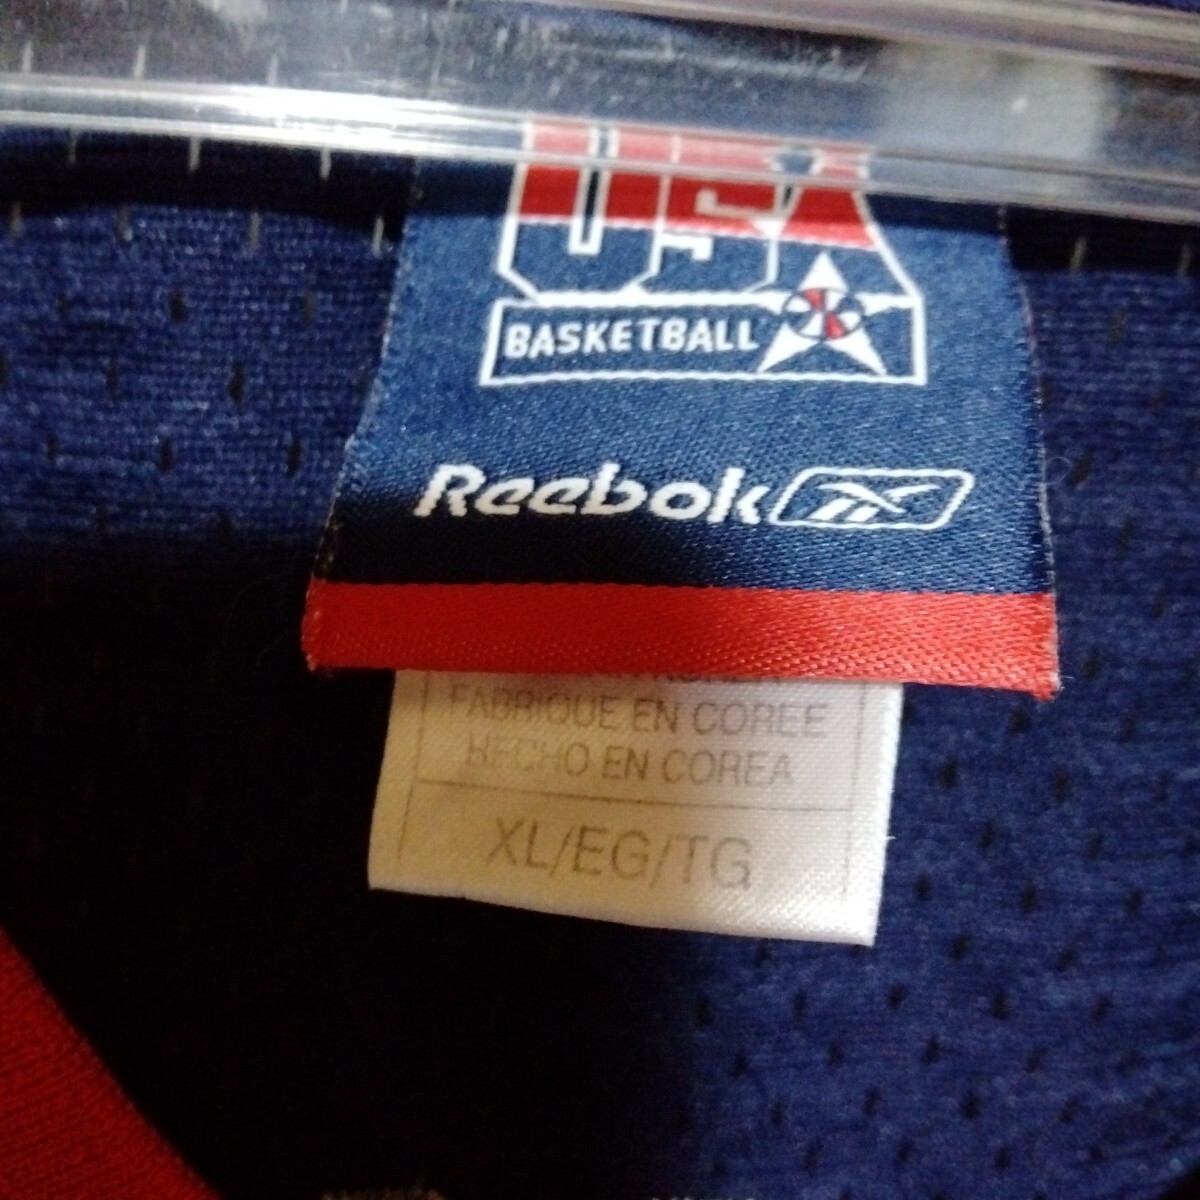 USA
BASKETBALL
Reebok
FABRIQUE EN COREE
HECHO EN COREA
XL/EG/TG